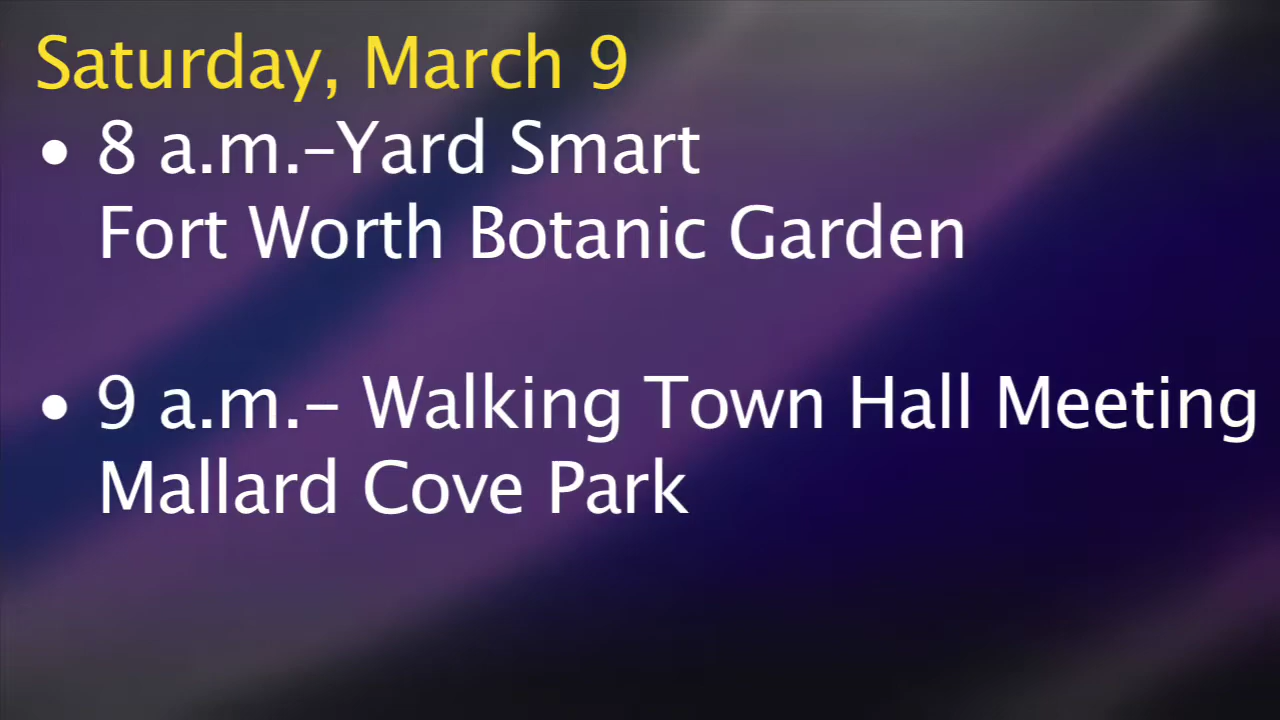 Saturday, March 9
• 8 a.m.–Yard Smart
Fort Worth Botanic Garden
• 9 a.m.– Walking Town Hall Meeting
Mallard Cove Park